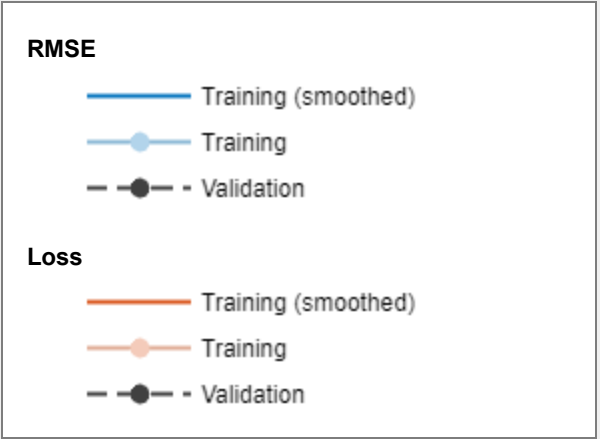 RMSE
Training (smoothed)
Training
Validation
Loss
Training (smoothed)
Training
Validation